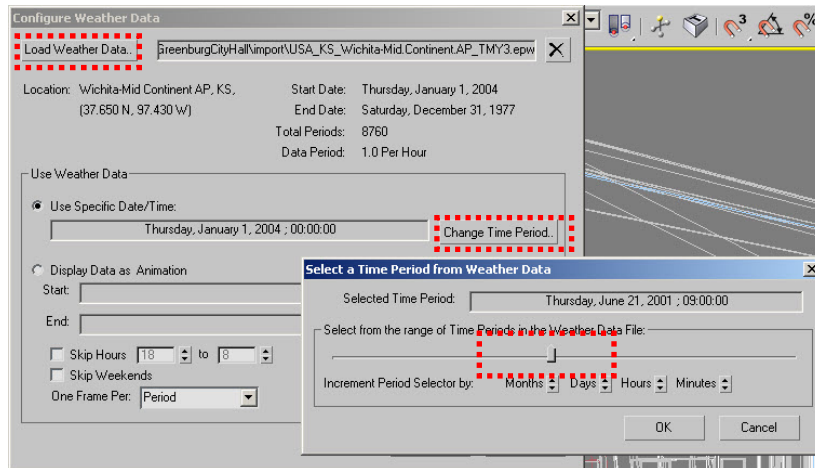 Configure Weather Data
Load Weather Data..
GreenburgCityHall\import\USA_KS_Wichita-Mid.Continent.AP_TMY3.epw
Location: Wichita-Mid Continent AP, KS,
(37.650 N, 97.430 W)
Start Date: Thursday, January 1, 2004
End Date: Saturday, December 31, 1977
Total Periods: 8760
Data Period: 1.0 Per Hour
Use Weather Data
Use Specific Date/Time:
Thursday, January 1, 2004 ; 00:00:00
Change Time Period..
Display Data as Animation
Start:
End:
Skip Hours 18 to 8
Skip Weekends
One Frame Per: Period
Select a Time Period from Weather Data
Selected Time Period: Thursday, June 21, 2001 ; 09:00:00
Select from the range of Time Periods in the Weather Data File:
Increment Period Selector by: Months Days Hours Minutes
OK Cancel
3
%